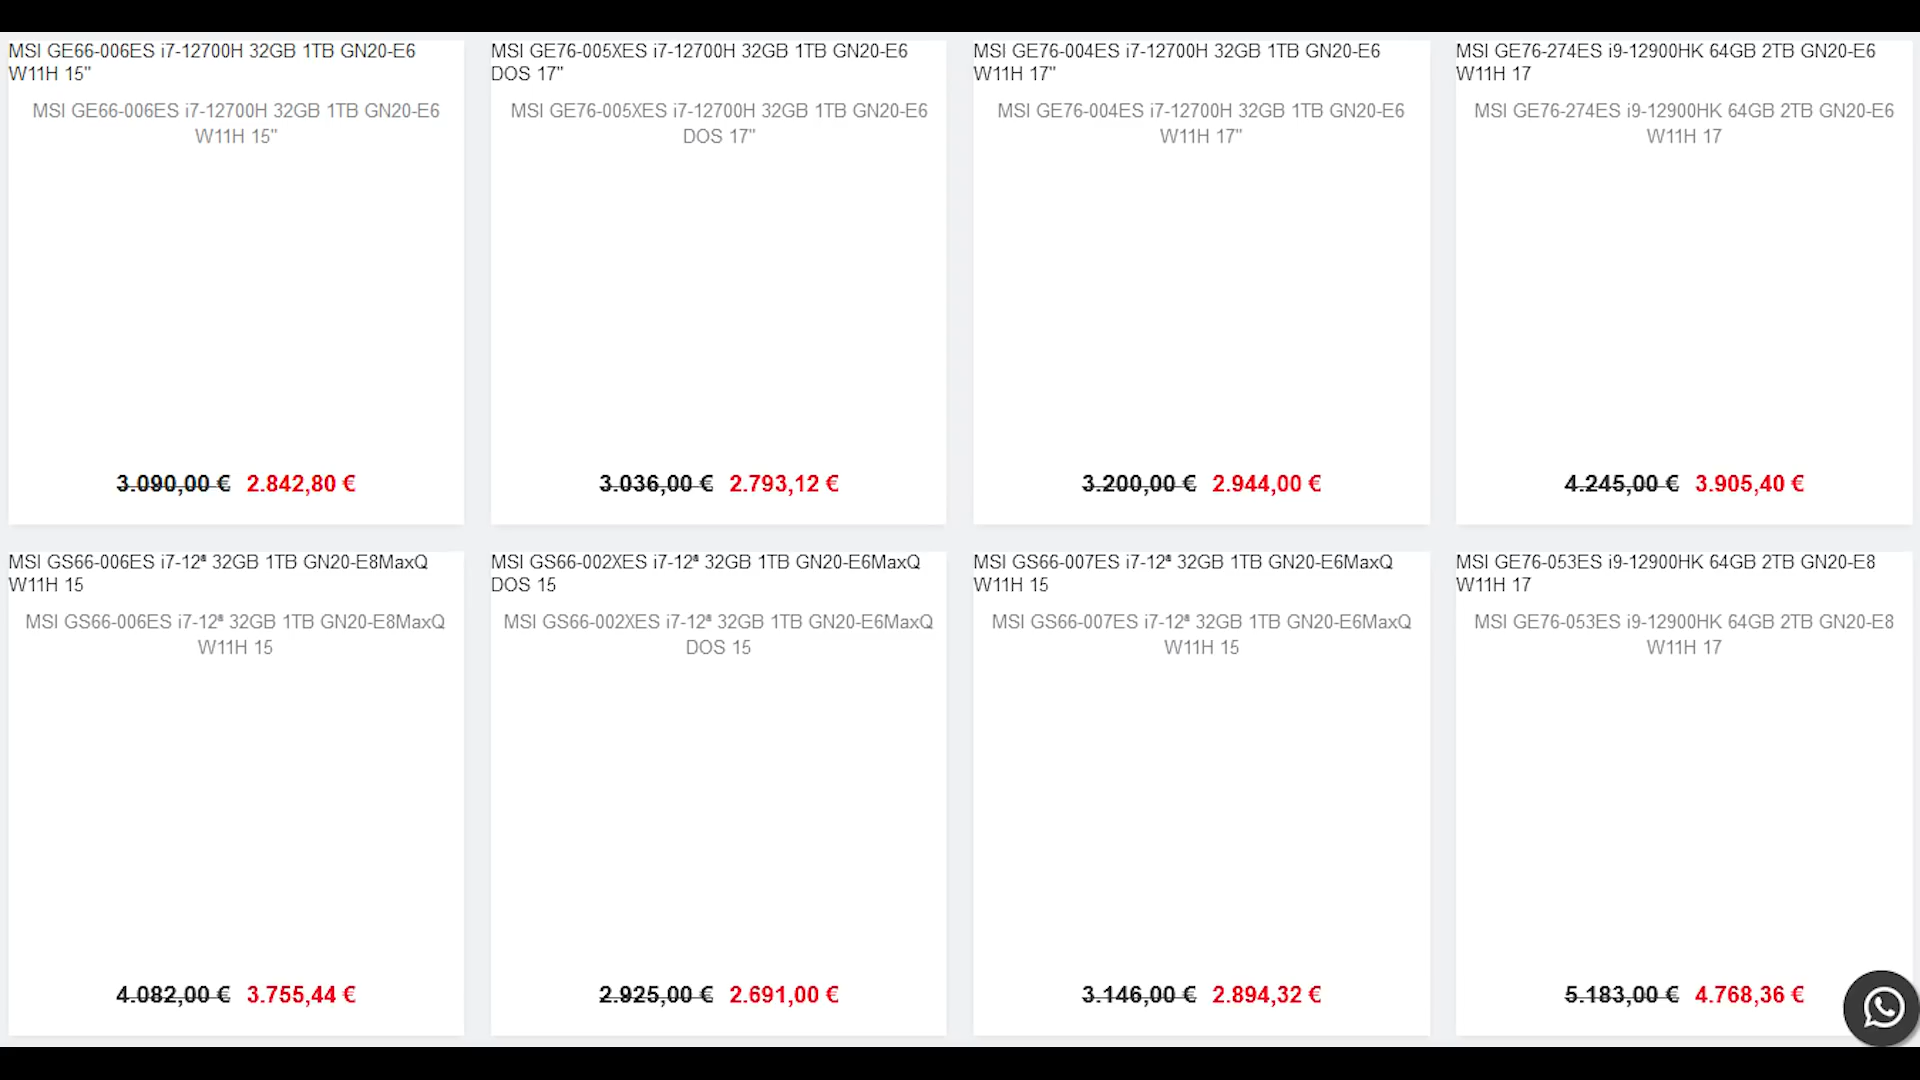 MSI GE66-006ES i7-12700H 32GB 1TB GN20-E6
W11H 15"
MSI GE66-006ES i7-12700H 32GB 1TB GN20-E6
W11H 15"
3.090,00 € 2.842,80 €
MSI GE76-005XES i7-12700H 32GB 1TB GN20-E6
DOS 17"
MSI GE76-005XES i7-12700H 32GB 1TB GN20-E6
DOS 17"
3.036,00 € 2.793,12 €
MSI GE76-004ES i7-12700H 32GB 1TB GN20-E6
W11H 17"
MSI GE76-004ES i7-12700H 32GB 1TB GN20-E6
W11H 17"
3.200,00 € 2.944,00 €
MSI GE76-274ES i9-12900HK 64GB 2TB GN20-E6
W11H 17
MSI GE76-274ES i9-12900HK 64GB 2TB GN20-E6
W11H 17
4.245,00 € 3.905,40 €
MSI GS66-006ES i7-12ª 32GB 1TB GN20-E8MaxQ
W11H 15
MSI GS66-006ES i7-12ª 32GB 1TB GN20-E8MaxQ
W11H 15
4.082,00 € 3.755,44 €
MSI GS66-002XES i7-12ª 32GB 1TB GN20-E6MaxQ
DOS 15
MSI GS66-002XES i7-12ª 32GB 1TB GN20-E6MaxQ
DOS 15
2.925,00 € 2.691,00 €
MSI GS66-007ES i7-12ª 32GB 1TB GN20-E6MaxQ
W11H 15
MSI GS66-007ES i7-12ª 32GB 1TB GN20-E6MaxQ
W11H 15
3.146,00 € 2.894,32 €
MSI GE76-053ES i9-12900HK 64GB 2TB GN20-E8
W11H 17
MSI GE76-053ES i9-12900HK 64GB 2TB GN20-E8
W11H 17
5.183,00 € 4.768,36 €